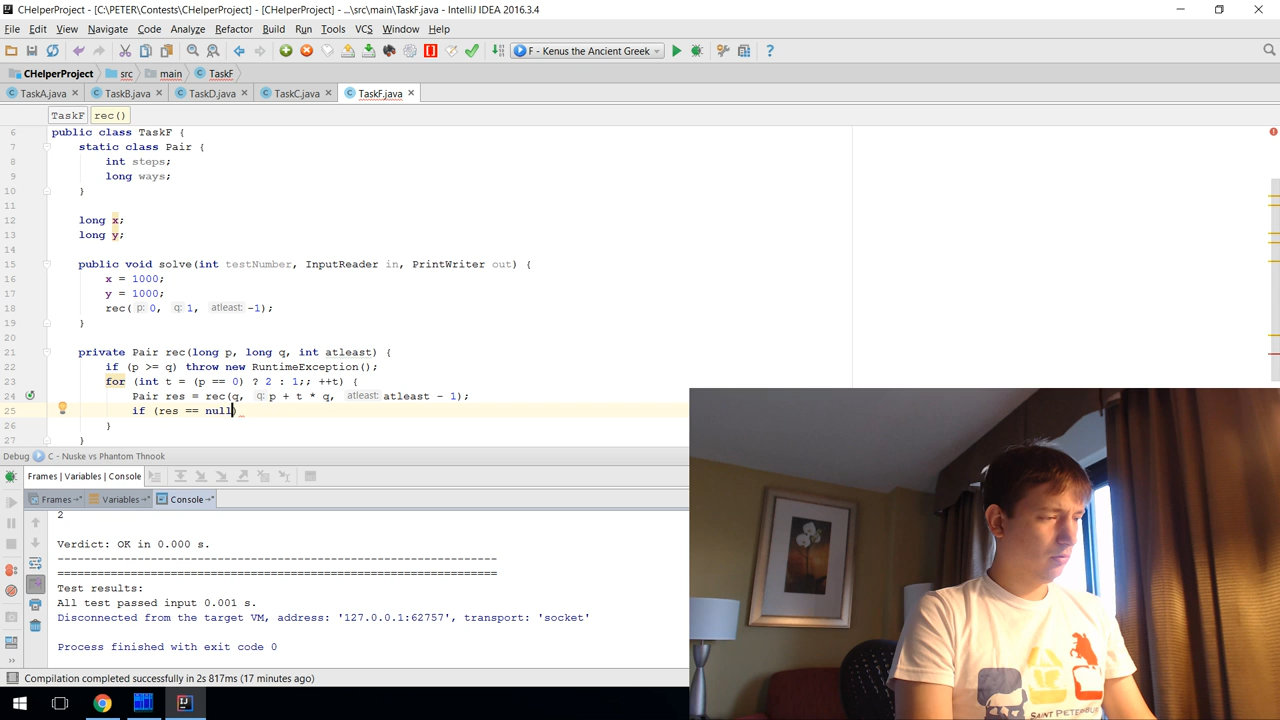 CHelperProject - [C:\PETER\Contests\CHelperProject] - [CHelperProject] - ...\src\main\TaskF.java - IntelliJ IDEA 2016.3.4
File Edit View Navigate Code Analyze Refactor Build Run Tools VCS Window Help
F - Kenus the Ancient Greek
CHelperProject src main TaskF
TaskA.java TaskB.java TaskD.java TaskC.java TaskF.java
TaskF rec()
6 public class TaskF {
7 static class Pair {
8 int steps;
9 long ways;
10 }
11
12 long x;
13 long y;
14
15 public void solve(int testNumber, InputReader in, PrintWriter out) {
16 x = 1000;
17 y = 1000;
18 rec( p: 0, q: 1, atleast: -1);
19 }
20
21 private Pair rec(long p, long q, int atleast) {
22 if (p >= q) throw new RuntimeException();
23 for (int t = (p == 0) ? 2 : 1;; ++t) {
24 Pair res = rec(q, q: p + t * q, atleast: atleast - 1);
25 if (res == null)
26 }
27 }
Debug C - Nuske vs Phantom Thnook
Frames | Variables | Console
Frames Variables Console
2
Verdict: OK in 0.000 s.
------------------------------------------------------------------
==================================================================
Test results:
All test passed input 0.001 s.
Disconnected from the target VM, address: '127.0.0.1:62757', transport: 'socket'
Process finished with exit code 0
Compilation completed successfully in 2s 817ms (17 minutes ago)
SAINT PETERSBURG